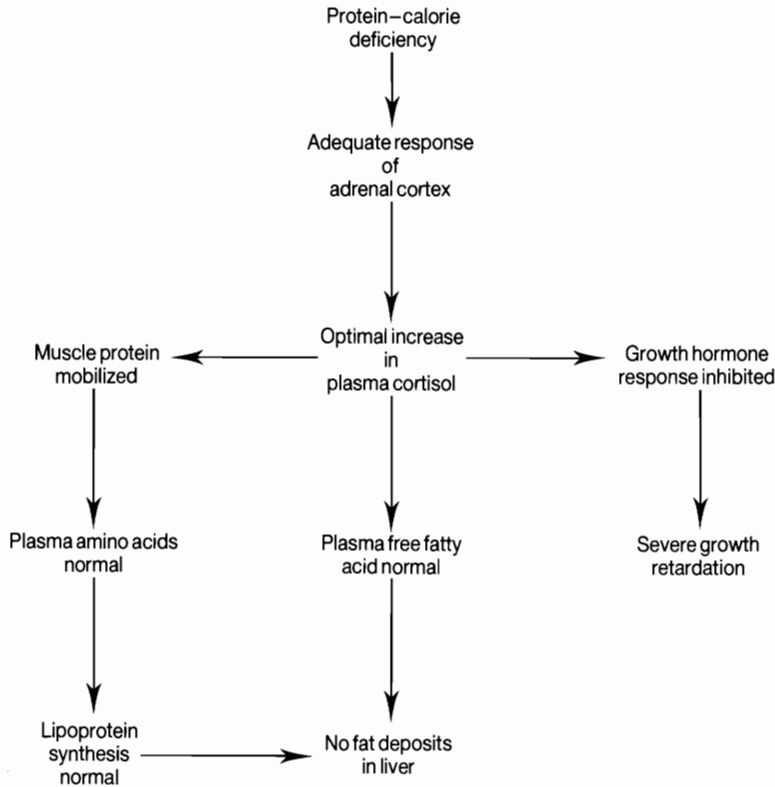 Protein–calorie
deficiency
Adequate response
of
adrenal cortex
Optimal increase
in
plasma cortisol
Muscle protein
mobilized
Growth hormone
response inhibited
Plasma amino acids
normal
Plasma free fatty
acid normal
Severe growth
retardation
Lipoprotein
synthesis
normal
No fat deposits
in liver